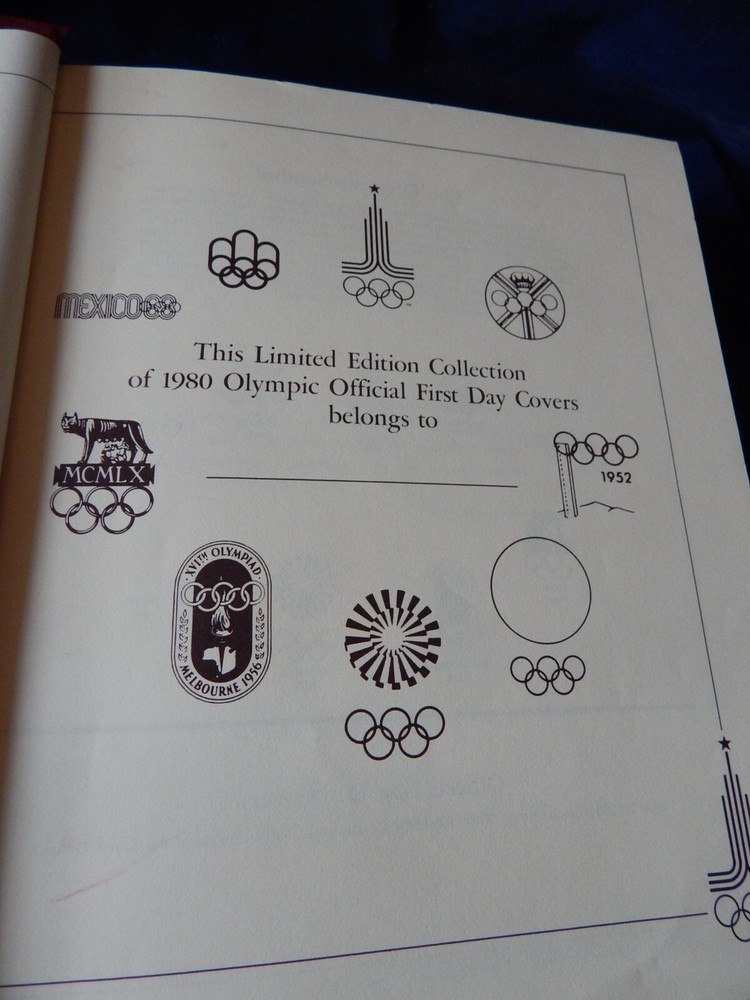 MEXICO68
This Limited Edition Collection
of 1980 Olympic Official First Day Covers
belongs to
MCMLX
1952
XVITH OLYMPIAD
MELBOURNE 1956